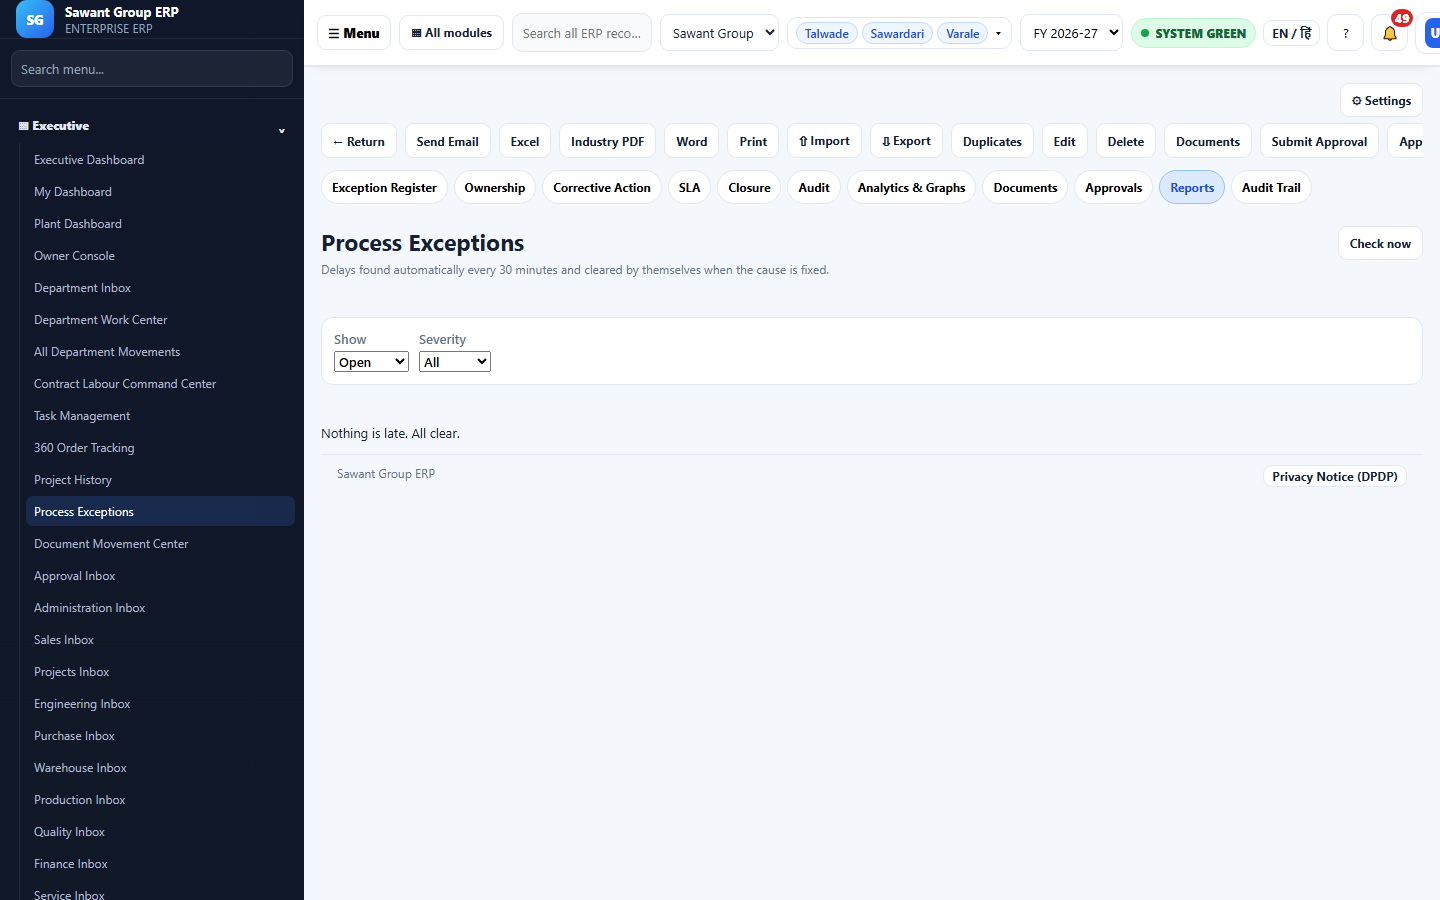 SG
Sawant Group ERP
ENTERPRISE ERP
Search menu...
Executive
Executive Dashboard
My Dashboard
Plant Dashboard
Owner Console
Department Inbox
Department Work Center
All Department Movements
Contract Labour Command Center
Task Management
360 Order Tracking
Project History
Process Exceptions
Document Movement Center
Approval Inbox
Administration Inbox
Sales Inbox
Projects Inbox
Engineering Inbox
Purchase Inbox
Warehouse Inbox
Production Inbox
Quality Inbox
Finance Inbox
Service Inbox
☰ Menu
All modules
Search all ERP reco...
Sawant Group
Talwade Sawardari Varale
FY 2026-27
SYSTEM GREEN
EN / हिं
?
49
U
⚙ Settings
← Return Send Email Excel Industry PDF Word Print ⇧ Import ⇩ Export Duplicates Edit Delete Documents Submit Approval App
Exception Register Ownership Corrective Action SLA Closure Audit Analytics & Graphs Documents Approvals Reports Audit Trail
Process Exceptions
Check now
Delays found automatically every 30 minutes and cleared by themselves when the cause is fixed.
Show Severity
Open All
Nothing is late. All clear.
Sawant Group ERP
Privacy Notice (DPDP)